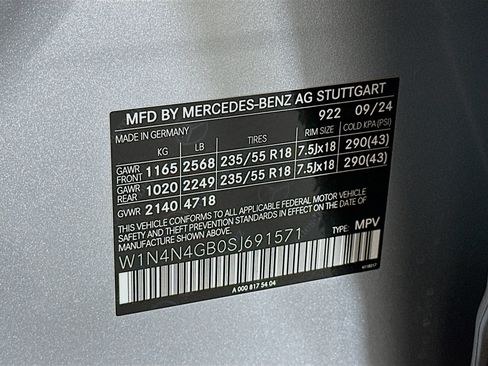 MFD BY MERCEDES-BENZ AG STUTTGART
922 09/24
MADE IN GERMANY
KG LB TIRES RIM SIZE COLD KPA (PSI)
GAWR FRONT 1165 2568 235/55 R18 7.5Jx18 290(43)
GAWR REAR 1020 2249 235/55 R18 7.5Jx18 290(43)
GWR 2140 4718
THIS VEHICLE CONFORMS TO ALL APPLICABLE FEDERAL MOTOR VEHICLE
SAFETY, BUMPER, AND THEFT PREVENTION STANDARDS IN EFFECT ON THE DATE OF
MANUFACTURE SHOWN ABOVE.
W1N4N4GB0SJ691571 TYPE: MPV
A 000 817 54 04